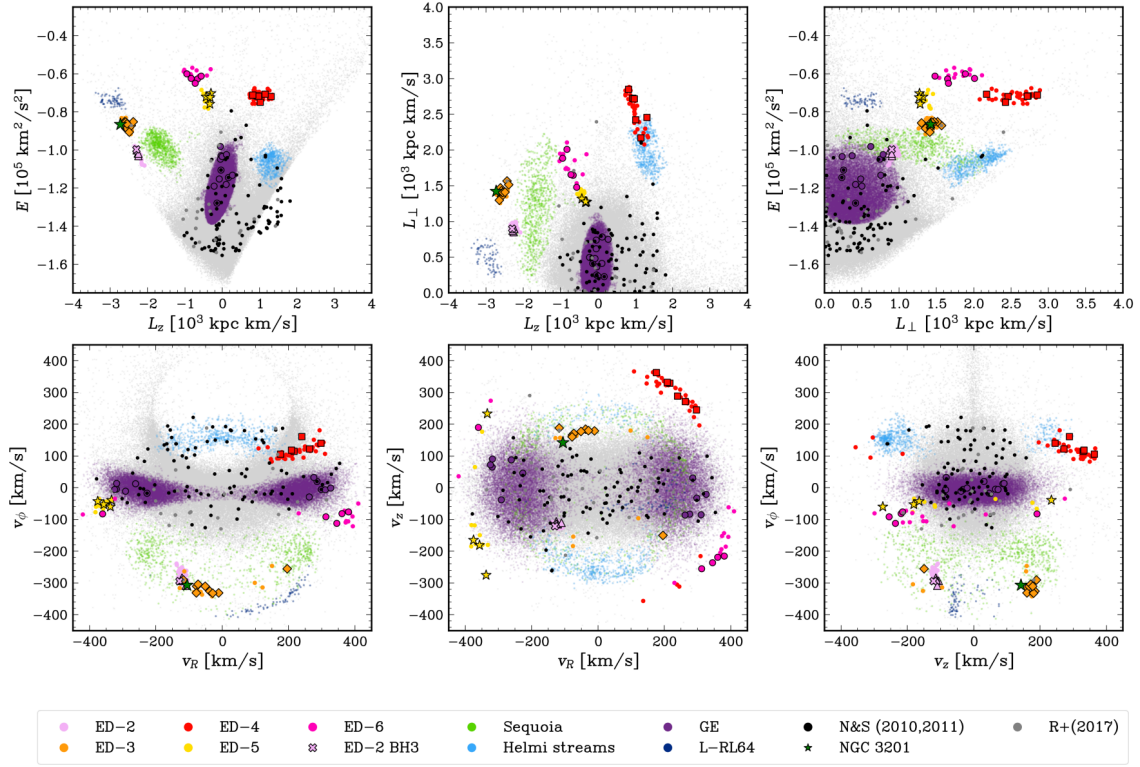 −0.4
−0.6
−0.8
−1.0
−1.2
−1.4
−1.6
E [10⁵ km²/s²]
−4 −3 −2 −1 0 1 2 3 4
L_z [10³ kpc km/s]
4.0
3.5
3.0
2.5
2.0
1.5
1.0
0.5
0.0
L_⊥ [10³ kpc km/s]
−4 −3 −2 −1 0 1 2 3 4
L_z [10³ kpc km/s]
−0.4
−0.6
−0.8
−1.0
−1.2
−1.4
−1.6
E [10⁵ km²/s²]
0.0 0.5 1.0 1.5 2.0 2.5 3.0 3.5 4.0
L_⊥ [10³ kpc km/s]
400
300
200
100
0
−100
−200
−300
−400
v_ϕ [km/s]
−400 −200 0 200 400
v_R [km/s]
400
300
200
100
0
−100
−200
−300
−400
v_z [km/s]
−400 −200 0 200 400
v_R [km/s]
400
300
200
100
0
−100
−200
−300
−400
v_ϕ [km/s]
−400 −200 0 200 400
v_z [km/s]
ED−2 ED−4 ED−6 Sequoia GE N&S (2010,2011) R+(2017)
ED−3 ED−5 ED−2 BH3 Helmi streams L−RL64 NGC 3201